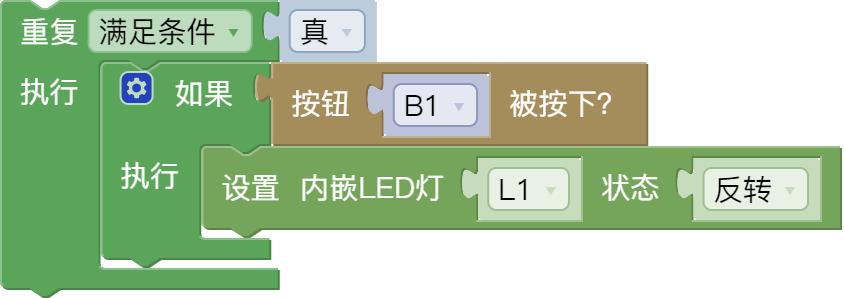 重复 满足条件 真
执行 如果 按钮 B1 被按下?
执行 设置 内嵌LED灯 L1 状态 反转